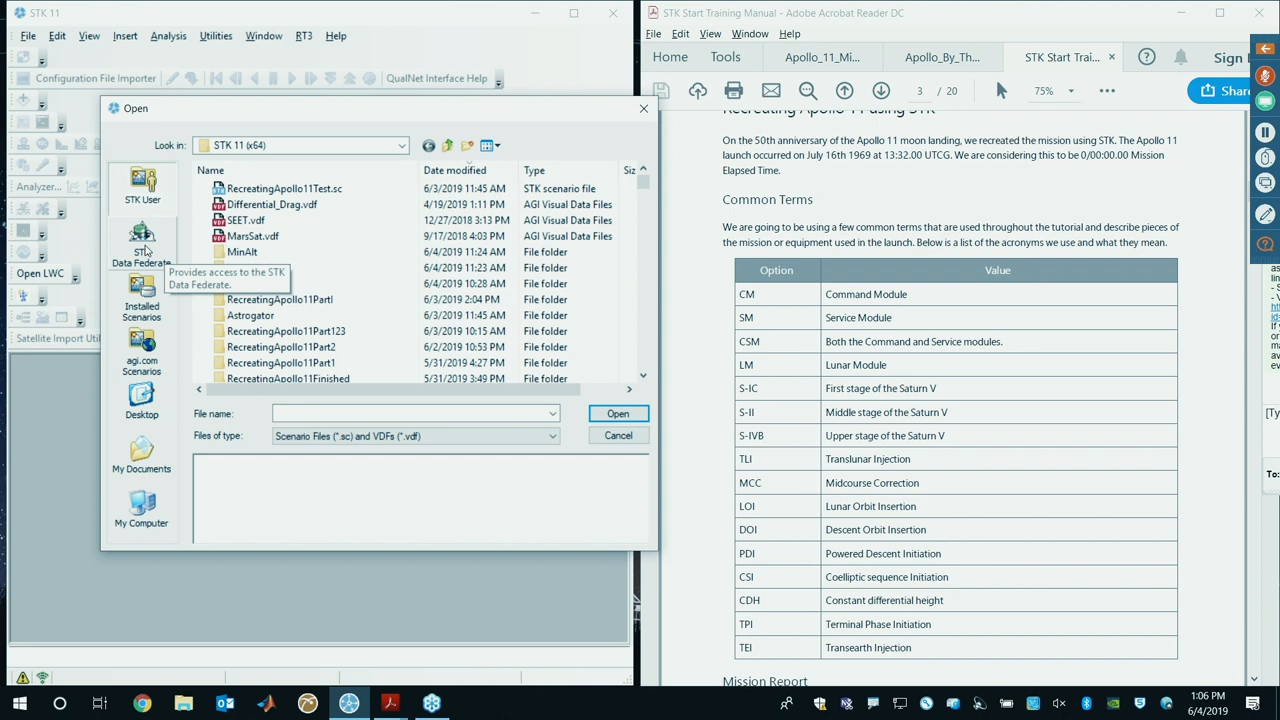 STK 11
File Edit View Insert Analysis Utilities Window RT3 Help
Configuration File Importer
QualNet Interface Help
Analyzer...
Open LWC
Satellite Import Util
Open
Look in:
STK 11 (x64)
STK User
STK
Data Federate
Provides access to the STK
Data Federate.
Installed
Scenarios
agi.com
Scenarios
Desktop
My Documents
My Computer
Name Date modified Type Siz
RecreatingApollo11Test.sc 6/3/2019 11:45 AM STK scenario file
Differential_Drag.vdf 4/19/2019 1:11 PM AGI Visual Data Files
SEET.vdf 12/27/2018 3:13 PM AGI Visual Data Files
MarsSat.vdf 9/17/2018 4:03 PM AGI Visual Data Files
MinAlt 6/4/2019 11:24 AM File folder
6/4/2019 11:23 AM File folder
6/4/2019 10:28 AM File folder
RecreatingApollo11PartI 6/3/2019 2:04 PM File folder
Astrogator 6/3/2019 11:45 AM File folder
RecreatingApollo11Part123 6/3/2019 10:15 AM File folder
RecreatingApollo11Part2 6/2/2019 10:53 PM File folder
RecreatingApollo11Part1 5/31/2019 4:27 PM File folder
RecreatingApollo11Finished 5/31/2019 3:49 PM File folder
File name:
Open
Files of type:
Scenario Files (*.sc) and VDFs (*.vdf)
Cancel
STK Start Training Manual - Adobe Acrobat Reader DC
File Edit View Window Help
Home Tools Apollo_11_Mi... Apollo_By_Th... STK Start Trai... × Sign
3 / 20 75% Share
Recreating Apollo 11 using STK
On the 50th anniversary of the Apollo 11 moon landing, we recreated the mission using STK. The Apollo 11
launch occurred on July 16th 1969 at 13:32.00 UTCG. We are considering this to be 0/00:00.00 Mission
Elapsed Time.
Common Terms
We are going to be using a few common terms that are used throughout the tutorial and describe pieces of
the mission or equipment used in the launch. Below is a list of the acronyms we use and what they mean.
Option Value
CM Command Module
SM Service Module
CSM Both the Command and Service modules.
LM Lunar Module
S-IC First stage of the Saturn V
S-II Middle stage of the Saturn V
S-IVB Upper stage of the Saturn V
TLI Translunar Injection
MCC Midcourse Correction
LOI Lunar Orbit Insertion
DOI Descent Orbit Insertion
PDI Powered Descent Initiation
CSI Coelliptic sequence Initiation
CDH Constant differential height
TPI Terminal Phase Initiation
TEI Transearth Injection
Mission Report
[Ty
To:
1:06 PM
6/4/2019